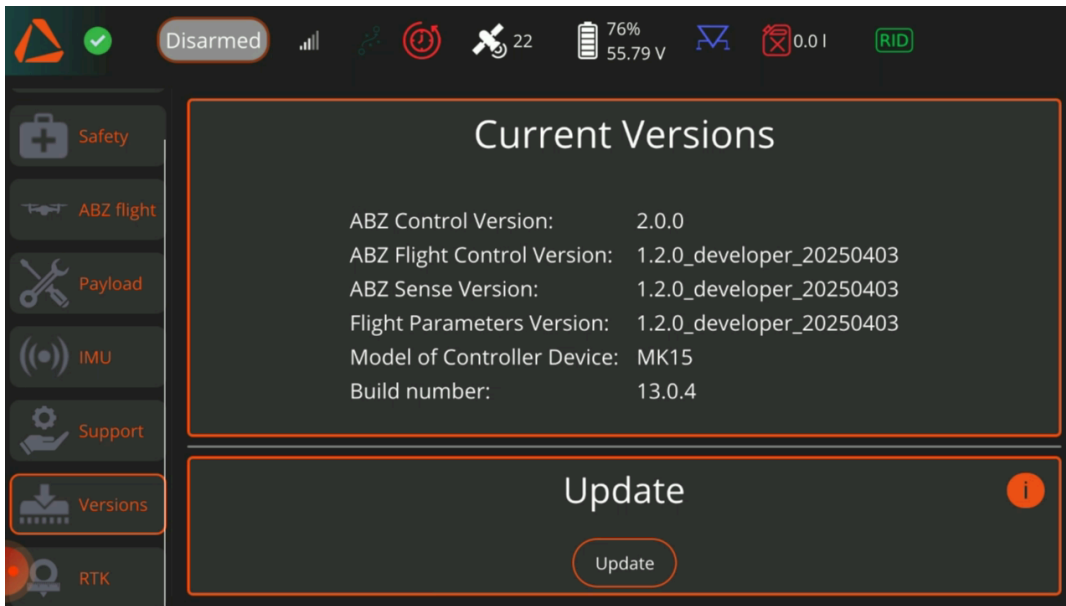 Disarmed
22
76%
55.79 V
0.0 l
RID
Safety
ABZ flight
Payload
IMU
Support
Versions
RTK
Current Versions
ABZ Control Version: 2.0.0
ABZ Flight Control Version: 1.2.0_developer_20250403
ABZ Sense Version: 1.2.0_developer_20250403
Flight Parameters Version: 1.2.0_developer_20250403
Model of Controller Device: MK15
Build number: 13.0.4
Update
i
Update